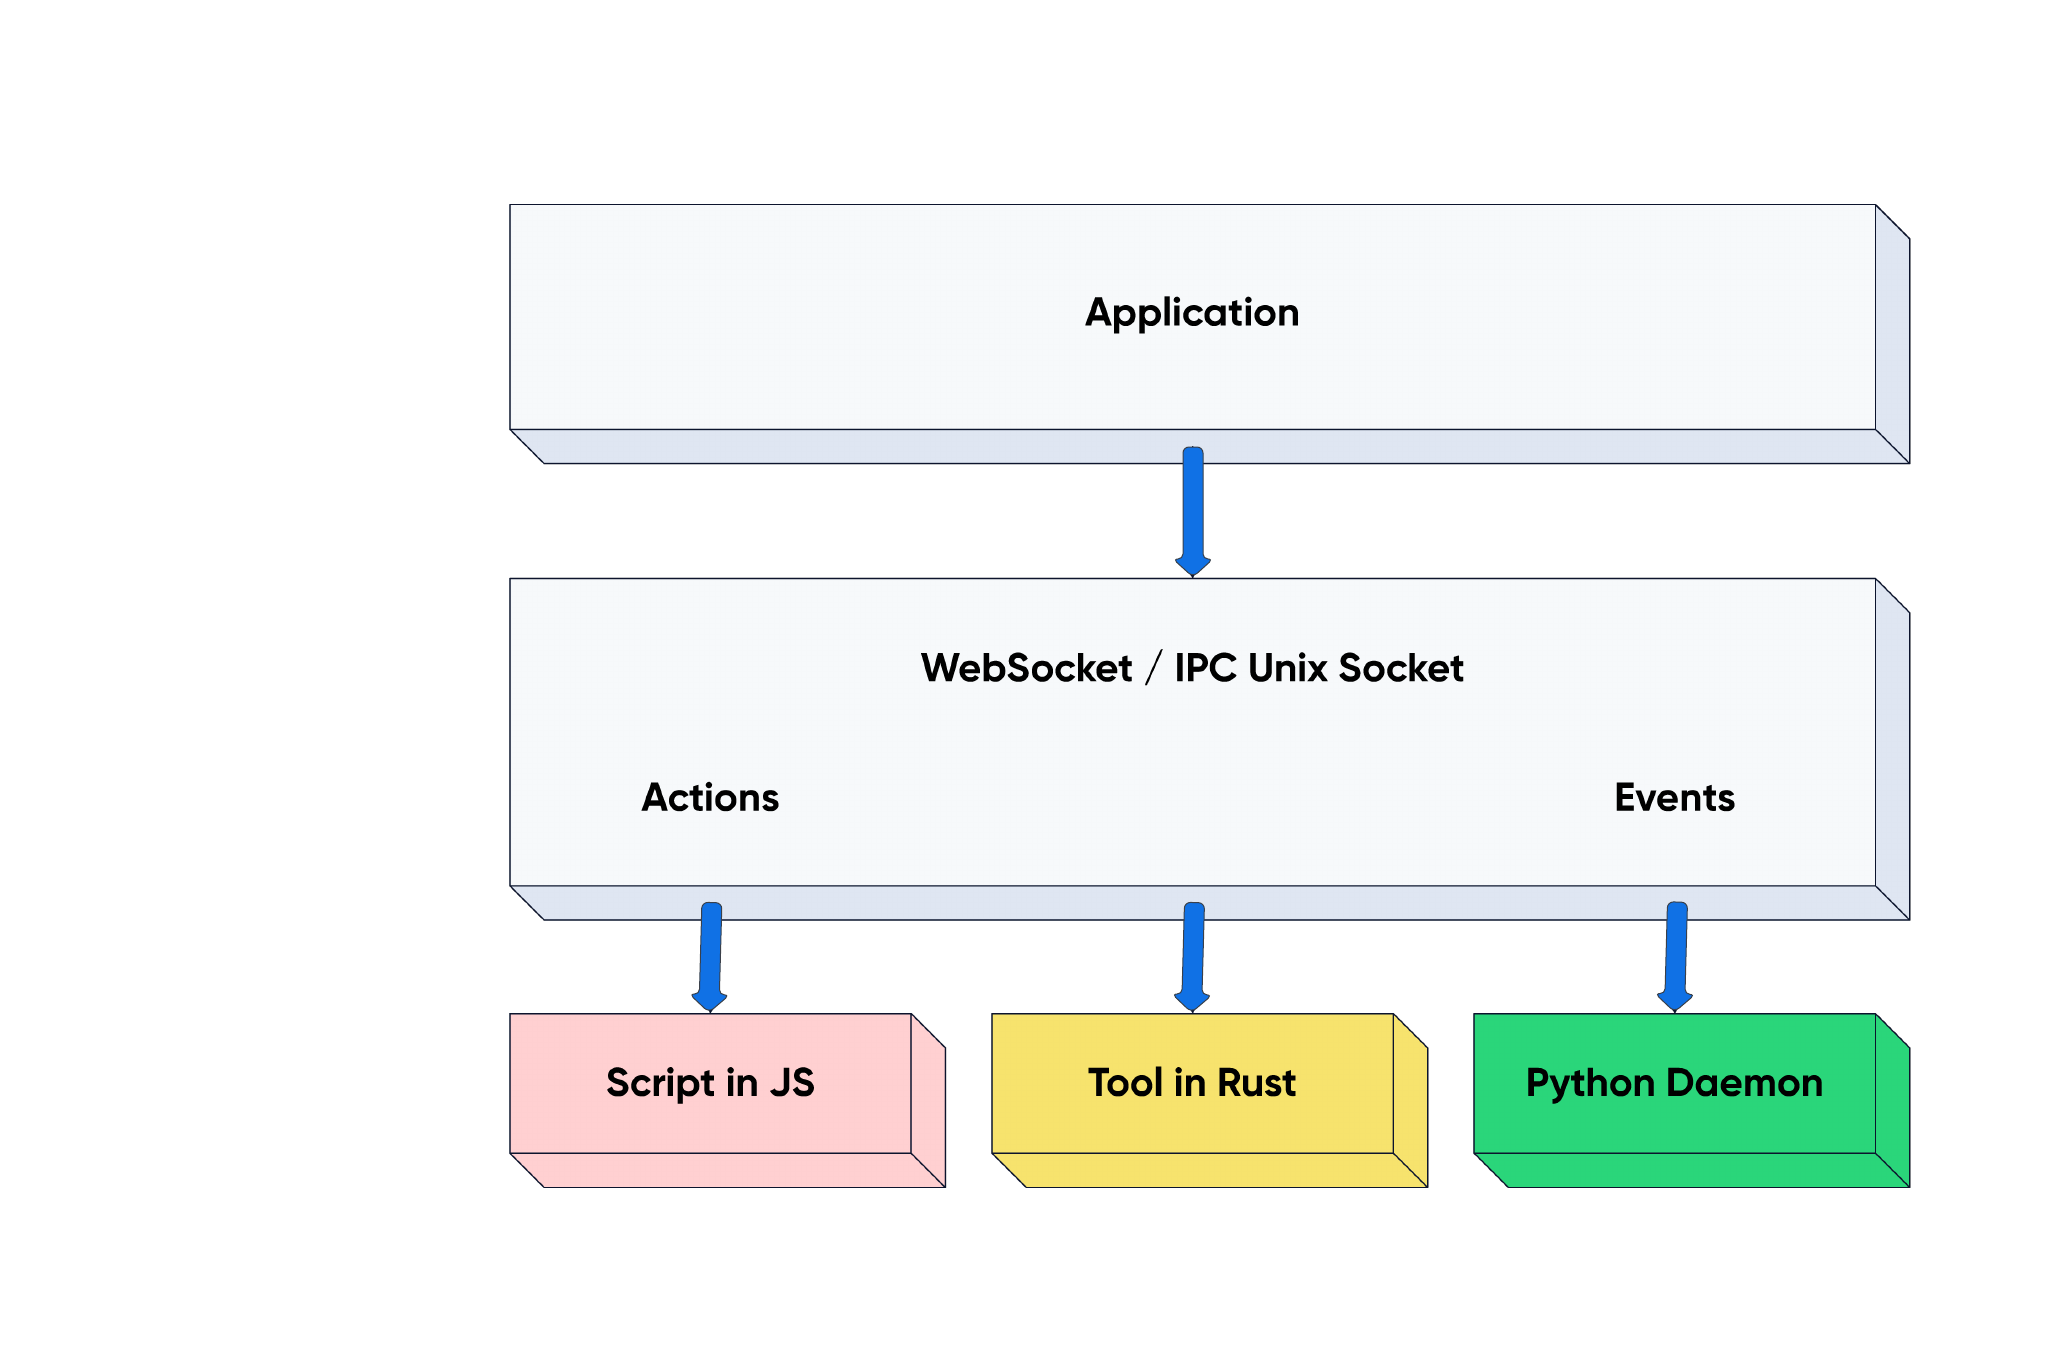 Application
WebSocket / IPC Unix Socket
Actions
Events
Script in JS
Tool in Rust
Python Daemon